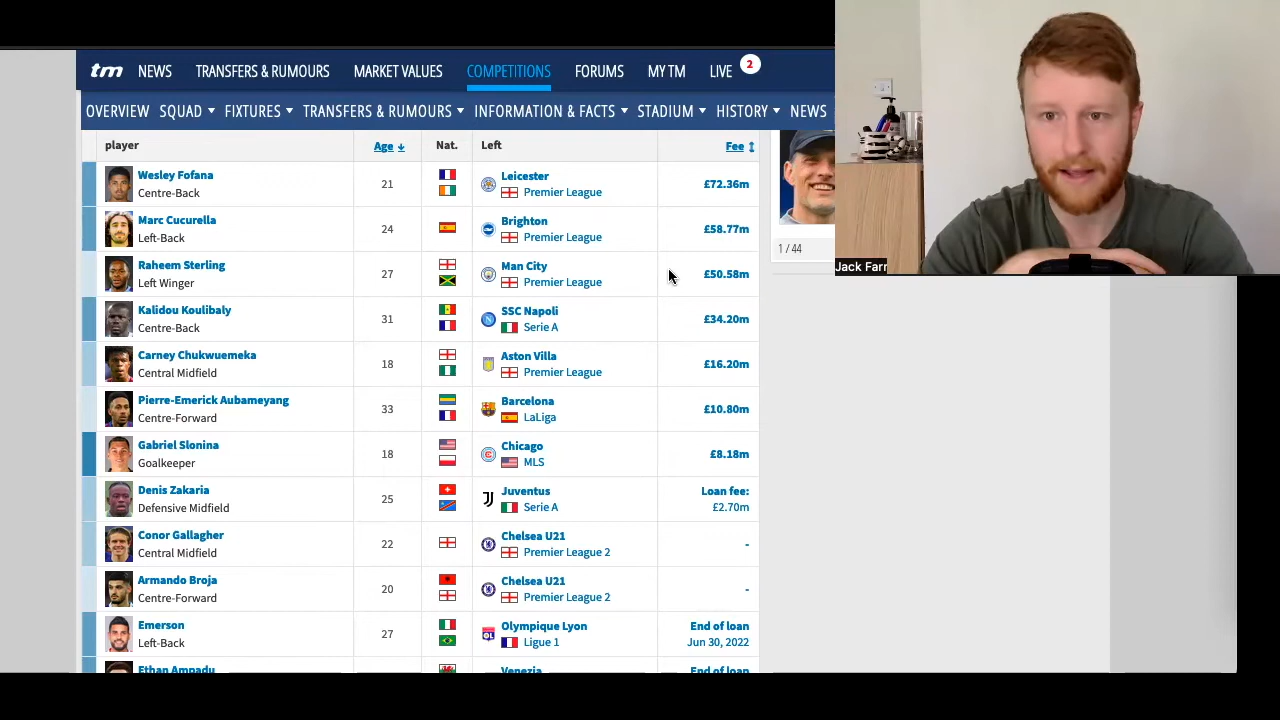 tm NEWS TRANSFERS & RUMOURS MARKET VALUES COMPETITIONS FORUMS MY TM LIVE 2
OVERVIEW SQUAD FIXTURES TRANSFERS & RUMOURS INFORMATION & FACTS STADIUM HISTORY NEWS
player Age Nat. Left Fee
Wesley Fofana
Centre-Back
21
Leicester
Premier League
£72.36m
Marc Cucurella
Left-Back
24
Brighton
Premier League
£58.77m
Raheem Sterling
Left Winger
27
Man City
Premier League
£50.58m
Kalidou Koulibaly
Centre-Back
31
SSC Napoli
Serie A
£34.20m
Carney Chukwuemeka
Central Midfield
18
Aston Villa
Premier League
£16.20m
Pierre-Emerick Aubameyang
Centre-Forward
33
Barcelona
LaLiga
£10.80m
Gabriel Slonina
Goalkeeper
18
Chicago
MLS
£8.18m
Denis Zakaria
Defensive Midfield
25
Juventus
Serie A
Loan fee:
£2.70m
Conor Gallagher
Central Midfield
22
Chelsea U21
Premier League 2
-
Armando Broja
Centre-Forward
20
Chelsea U21
Premier League 2
-
Emerson
Left-Back
27
Olympique Lyon
Ligue 1
End of loan
Jun 30, 2022
Ethan Ampadu
Venezia
End of loan
1 / 44
Jack Farr